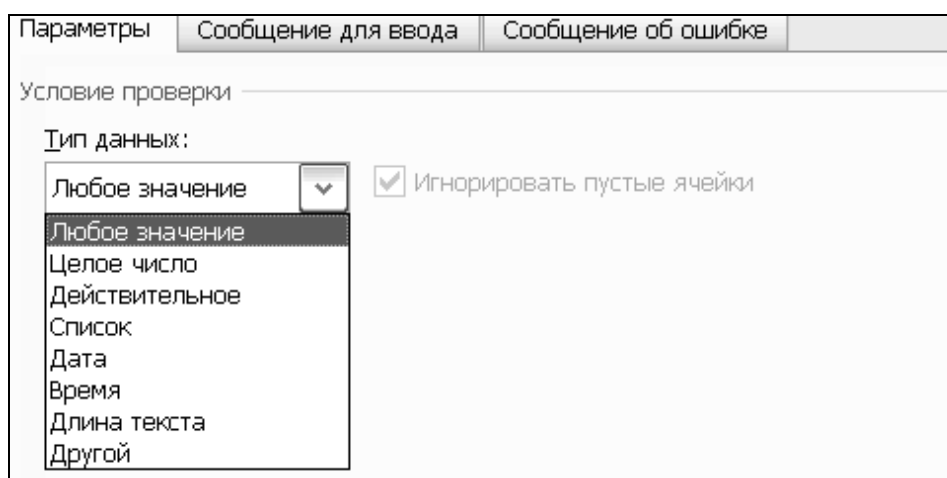 Параметры Сообщение для ввода Сообщение об ошибке
Условие проверки
Тип данных:
Любое значение Игнорировать пустые ячейки
Любое значение
Целое число
Действительное
Список
Дата
Время
Длина текста
Другой